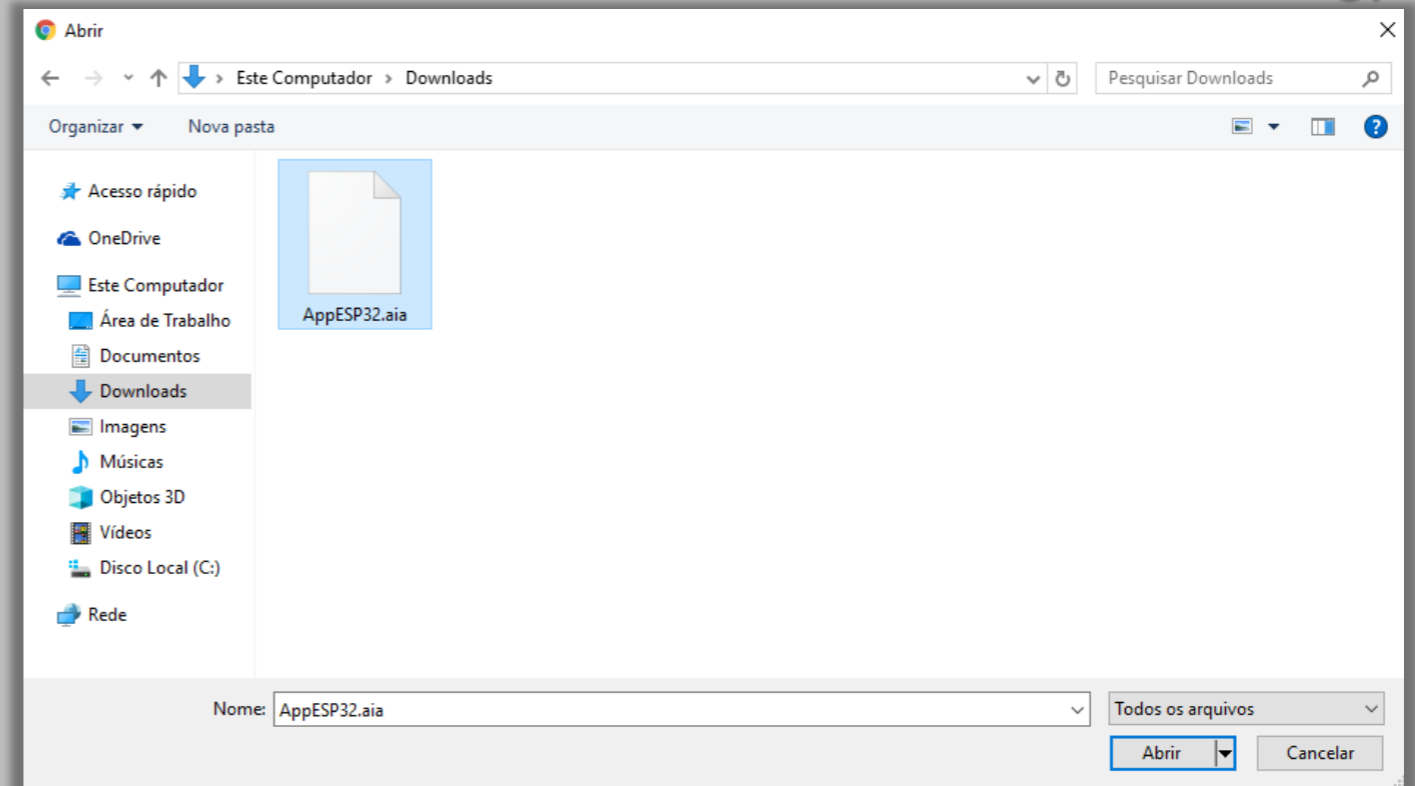 Abrir
Este Computador > Downloads
Pesquisar Downloads
Organizar
Nova pasta
Acesso rápido
OneDrive
Este Computador
Área de Trabalho
Documentos
Downloads
Imagens
Músicas
Objetos 3D
Vídeos
Disco Local (C:)
Rede
AppESP32.aia
Nome: AppESP32.aia
Todos os arquivos
Abrir
Cancelar